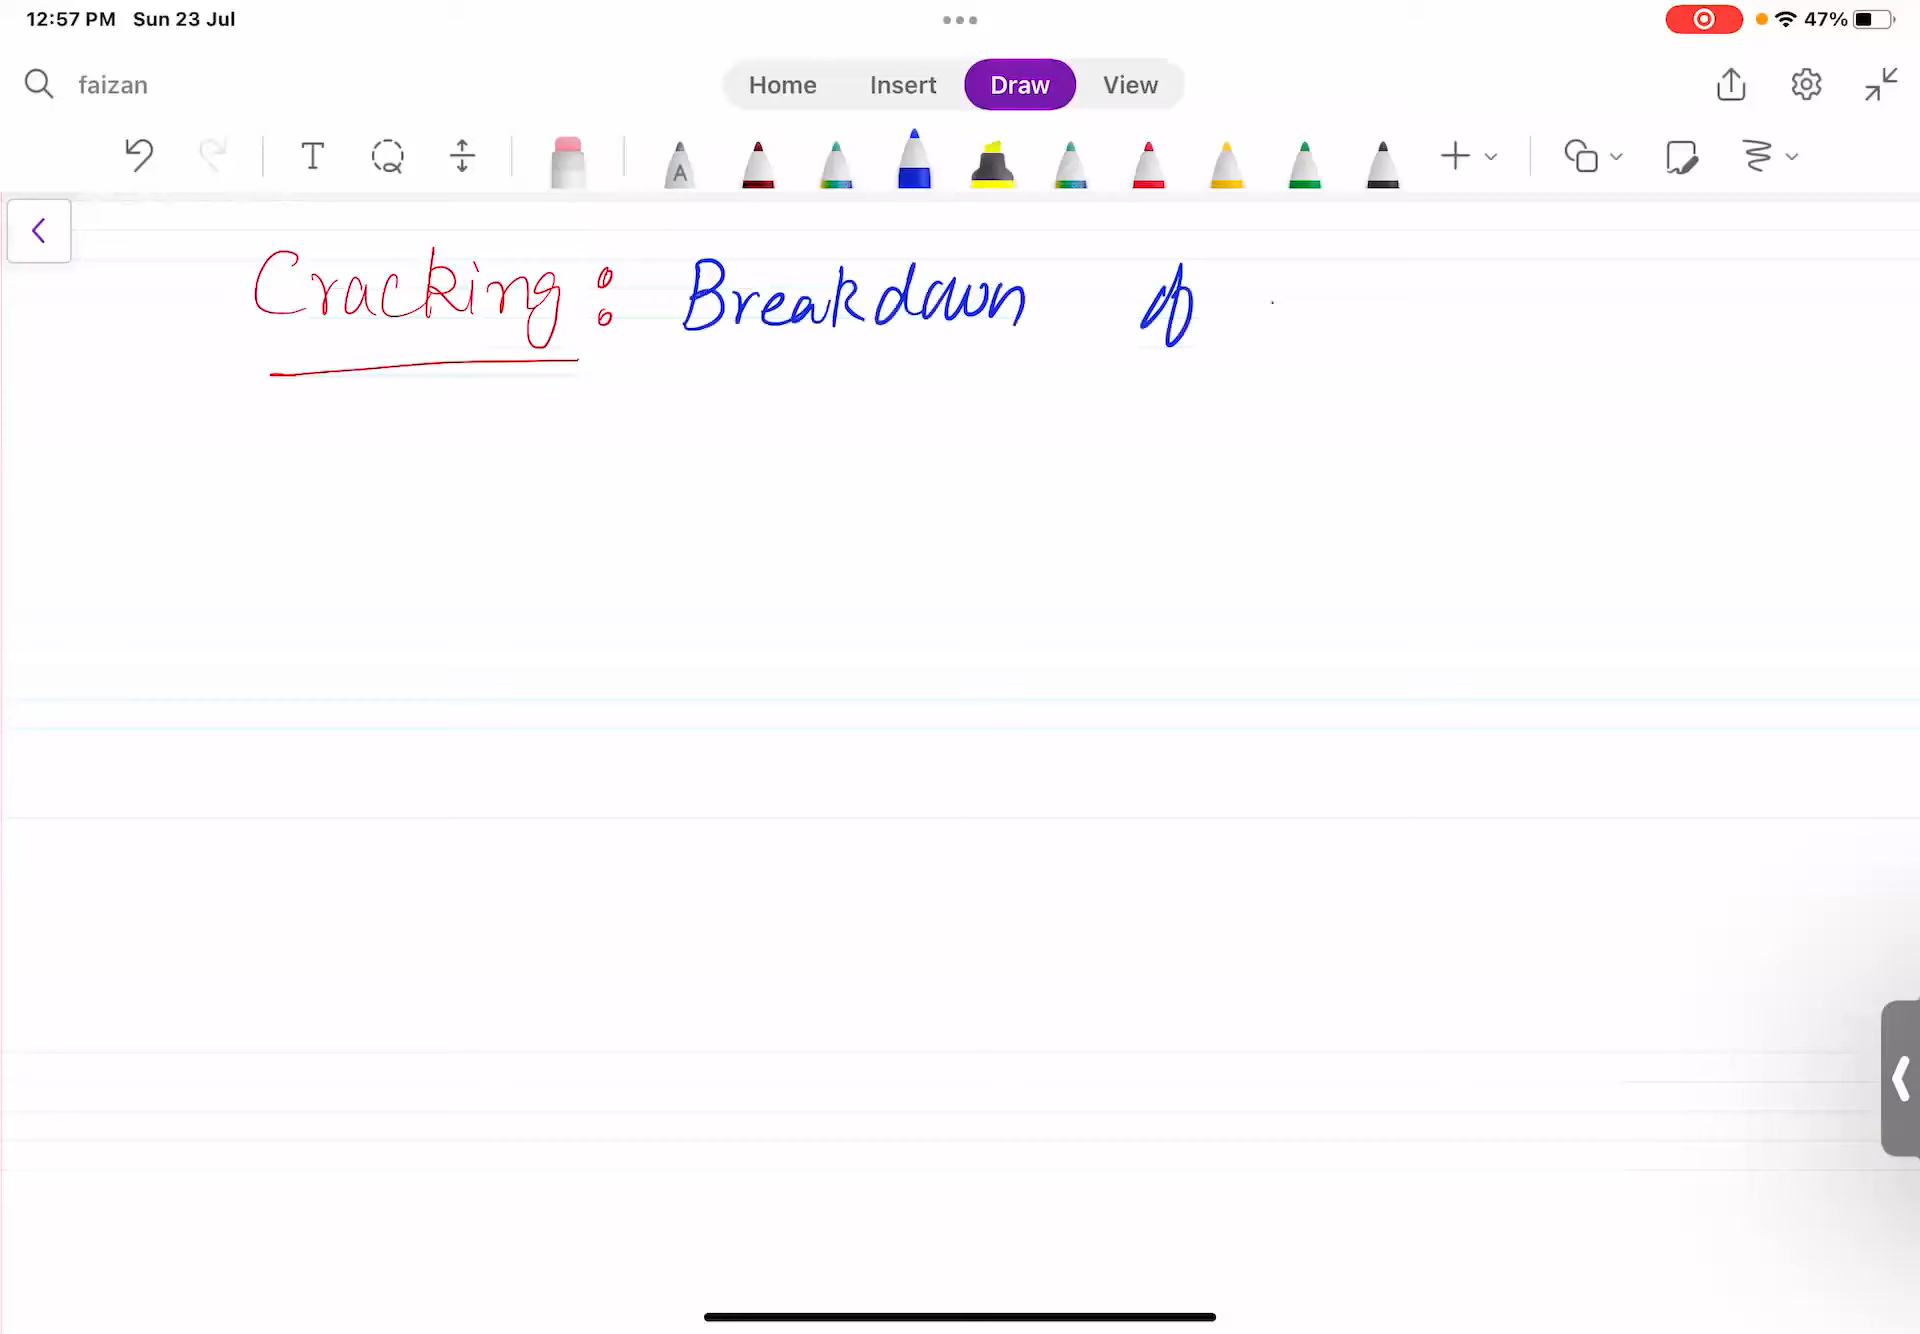 12:57 PM Sun 23 Jul
47%
faizan
Home Insert Draw View
T
A
Cracking : Breakdown of